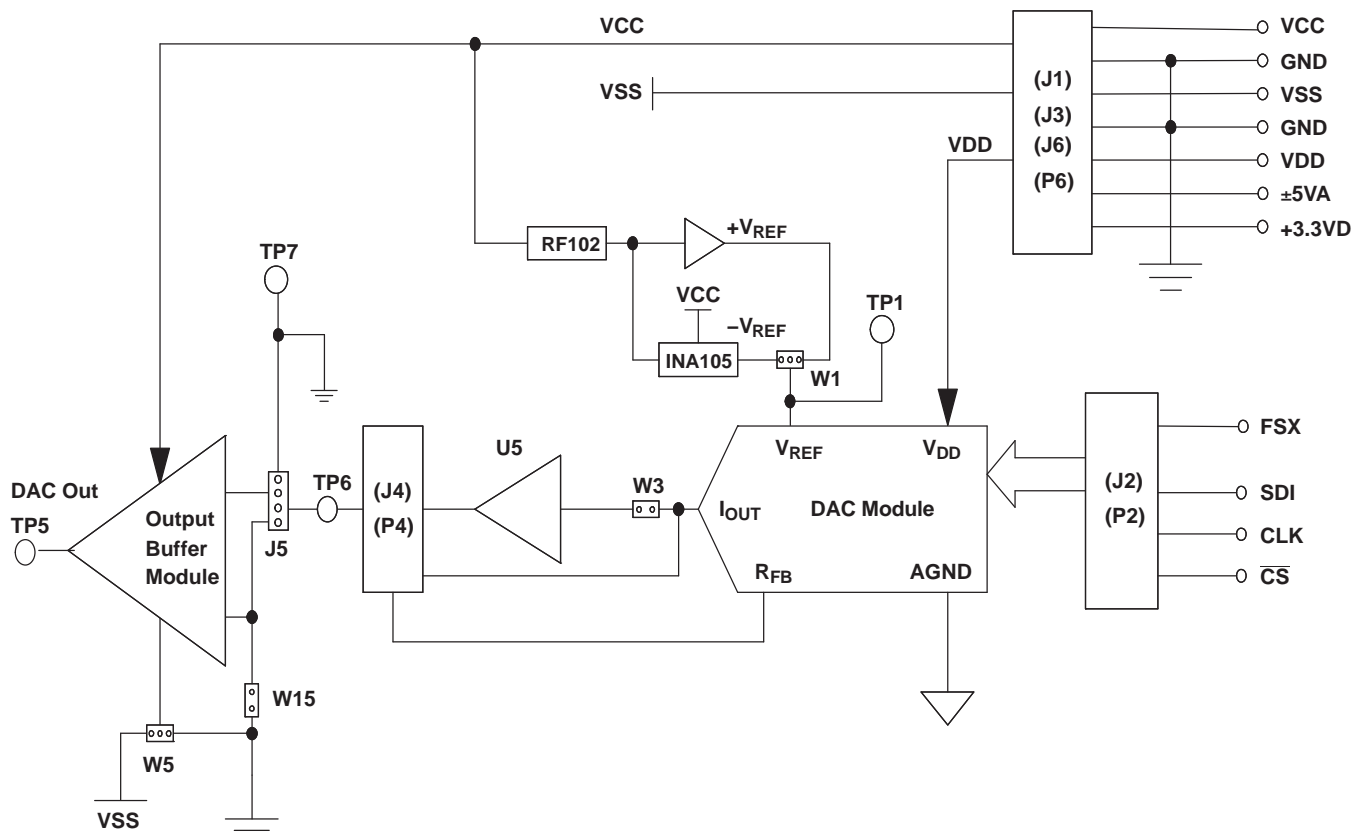 VCC
VCC
GND
(J1)
VSS
VSS
(J3)
GND
(J6)
VDD
VDD
(P6)
±5VA
+3.3VD
+VREF
RF102
TP7
VCC
TP1
−VREF
INA105
W1
FSX
U5
VREF
VDD
TP6
W3
(J4)
(J2)
SDI
DAC Out
(P4)
IOUT
DAC Module
(P2)
TP5
Output
Buffer
Module
J5
CLK
RFB
AGND
CS
W15
W5
VSS